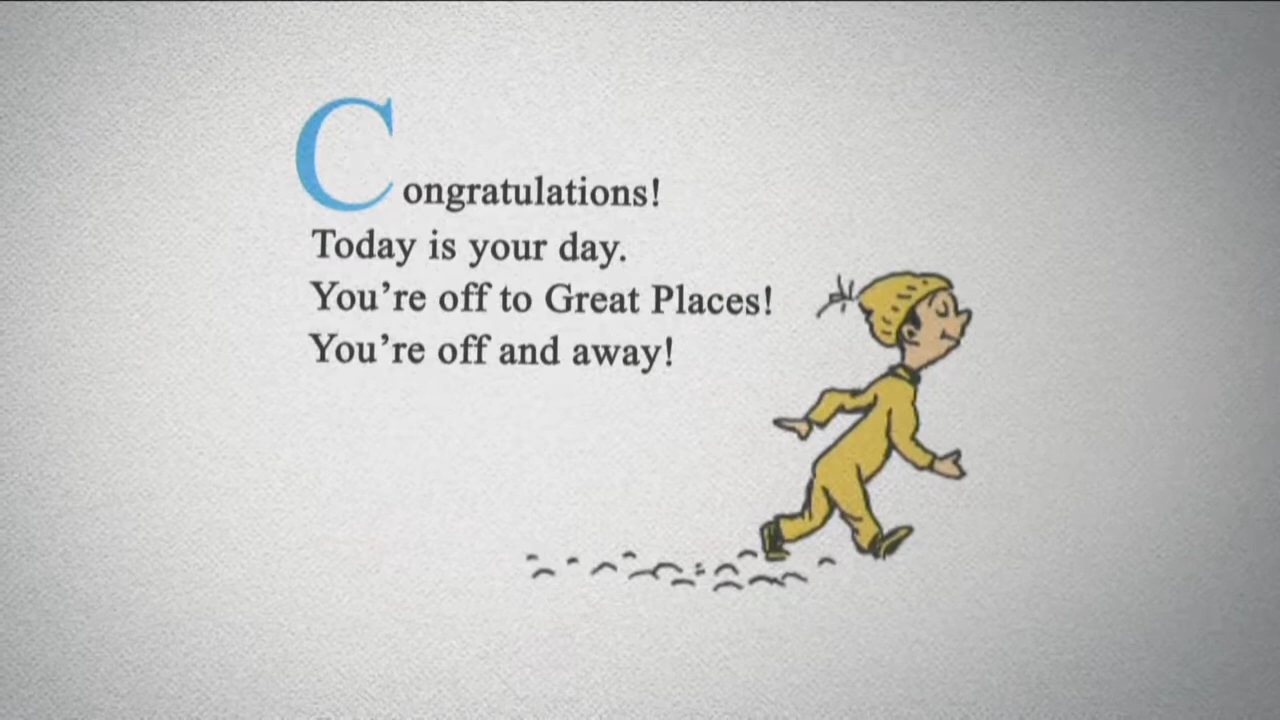 Congratulations!
Today is your day.
You're off to Great Places!
You're off and away!